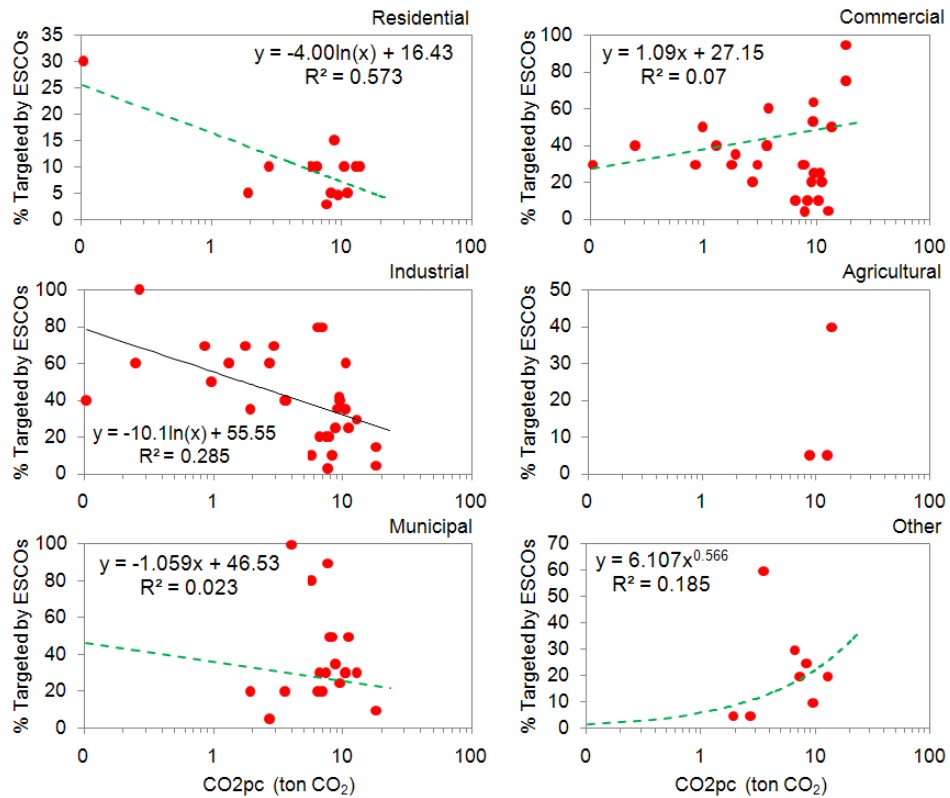 Residential
y = -4.00ln(x) + 16.43
R² = 0.573
% Targeted by ESCOs
35
30
25
20
15
10
5
0
0 1 10 100
Commercial
y = 1.09x + 27.15
R² = 0.07
% Targeted by ESCOs
100
80
60
40
20
0
0 1 10 100
Industrial
y = -10.1ln(x) + 55.55
R² = 0.285
% Targeted by ESCOs
100
80
60
40
20
0
0 1 10 100
Agricultural
% Targeted by ESCOs
50
40
30
20
10
0
0 1 10 100
Municipal
y = -1.059x + 46.53
R² = 0.023
% Targeted by ESCOs
100
80
60
40
20
0
0 1 10 100
CO2pc (ton CO₂)
Other
y = 6.107x^0.566
R² = 0.185
% Targeted by ESCOs
70
60
50
40
30
20
10
0
0 1 10 100
CO2pc (ton CO₂)